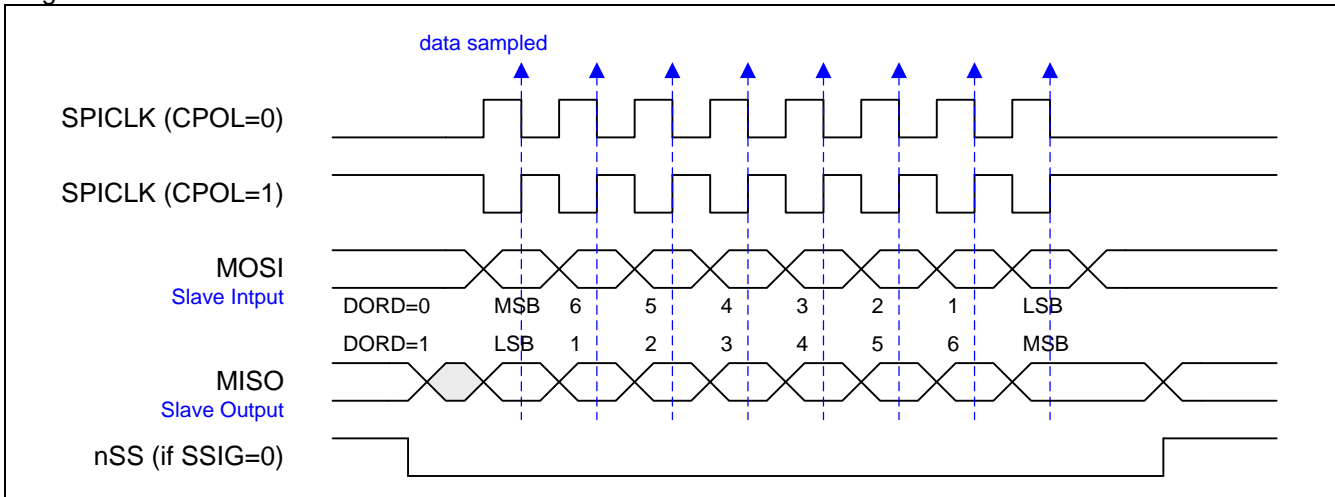 data sampled
SPICLK (CPOL=0)
SPICLK (CPOL=1)
MOSI
Slave Intput
DORD=0 MSB 6 5 4 3 2 1 LSB
DORD=1 LSB 1 2 3 4 5 6 MSB
MISO
Slave Output
nSS (if SSIG=0)